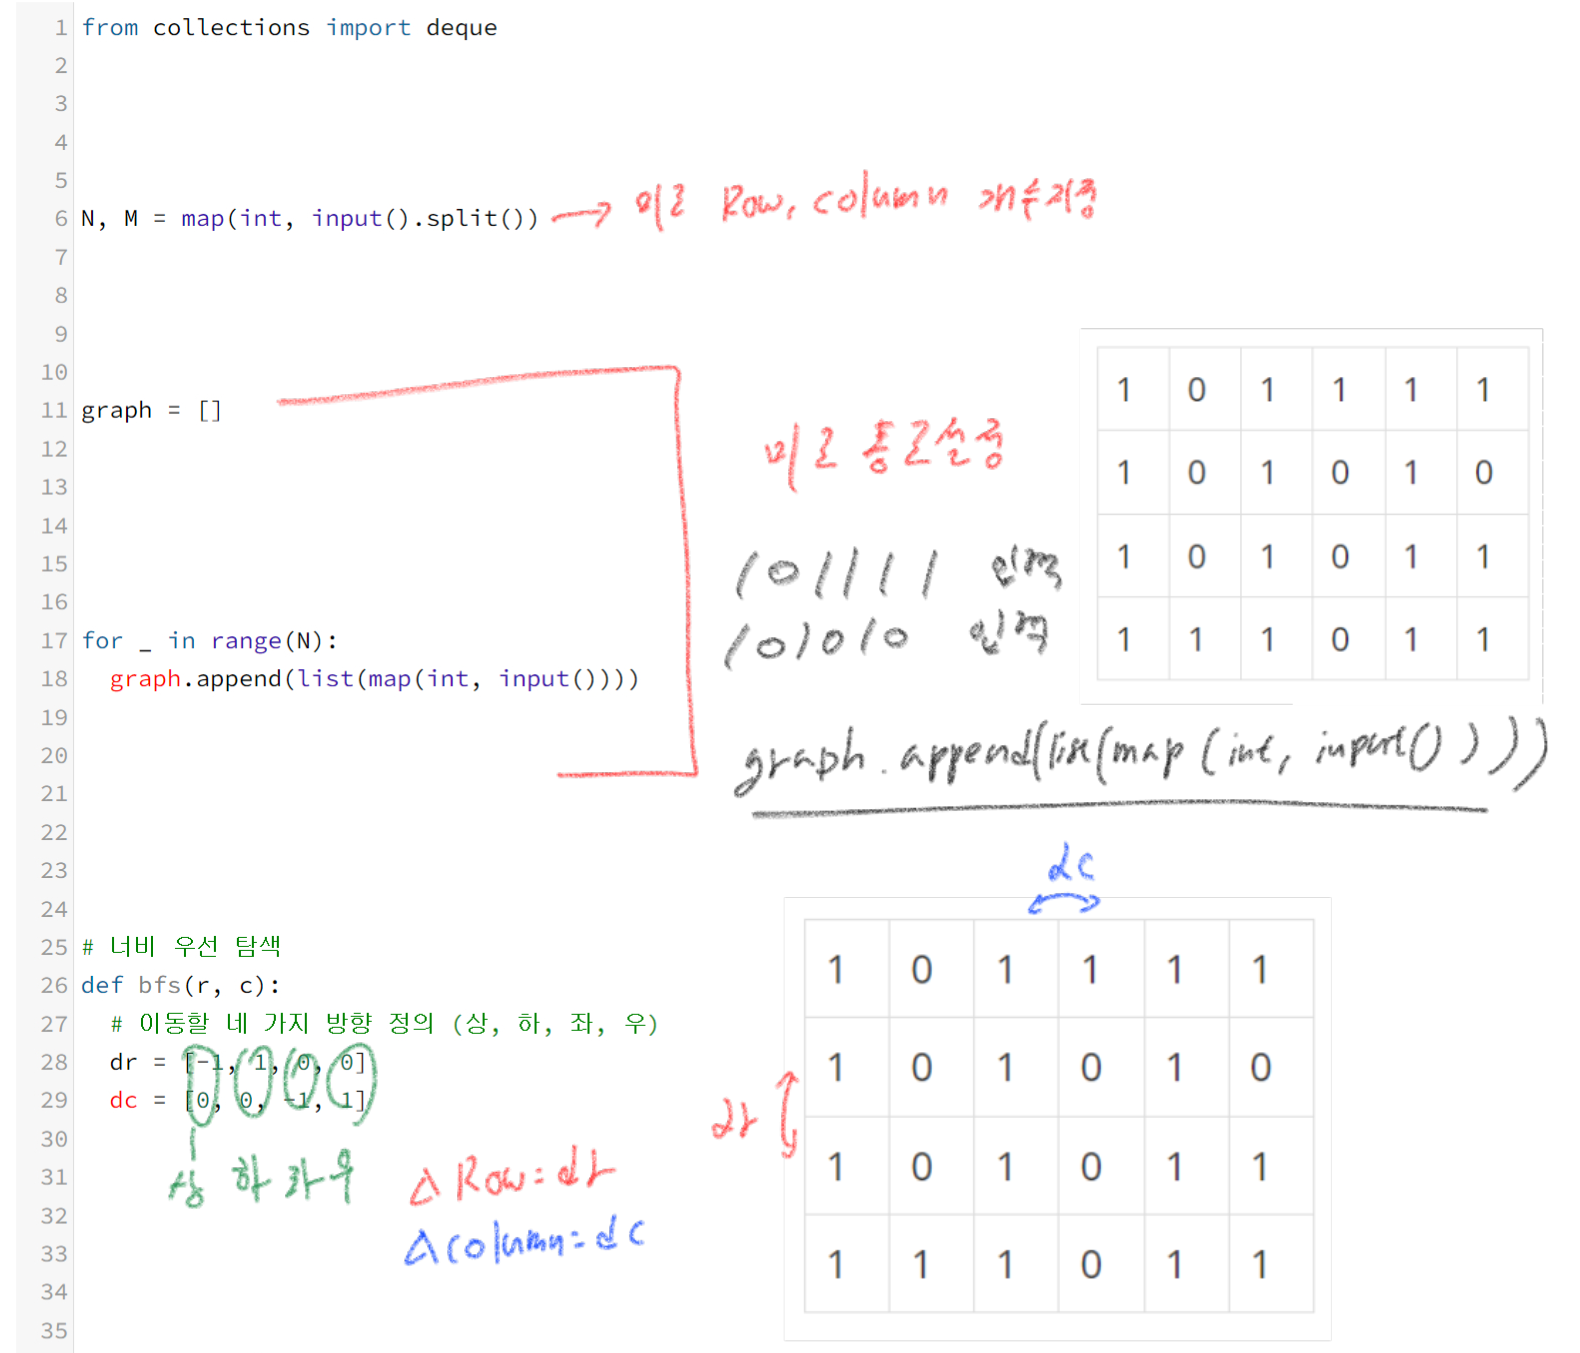 1 from collections import deque
2
3
4
5
6 N, M = map(int, input().split()) → 미로 Row, column 개수지정
7
8
9
10
11 graph = []
12
13
14
15
16
17 for _ in range(N):
18 graph.append(list(map(int, input())))
19
20
21
22
23
24
25 # 너비 우선 탐색
26 def bfs(r, c):
27 # 이동할 네 가지 방향 정의 (상, 하, 좌, 우)
28 dr = [-1, 1, 0, 0]
29 dc = [0, 0, -1, 1]
30
31
32
33
34
35
상 하 좌 우
△ Row = dr
△ column = dc
미로 통로설정
101111 입력
101010 입력
1 0 1 1 1 1
1 0 1 0 1 0
1 0 1 0 1 1
1 1 1 0 1 1
graph.append(list(map(int, input())))
dc
dr
1 0 1 1 1 1
1 0 1 0 1 0
1 0 1 0 1 1
1 1 1 0 1 1